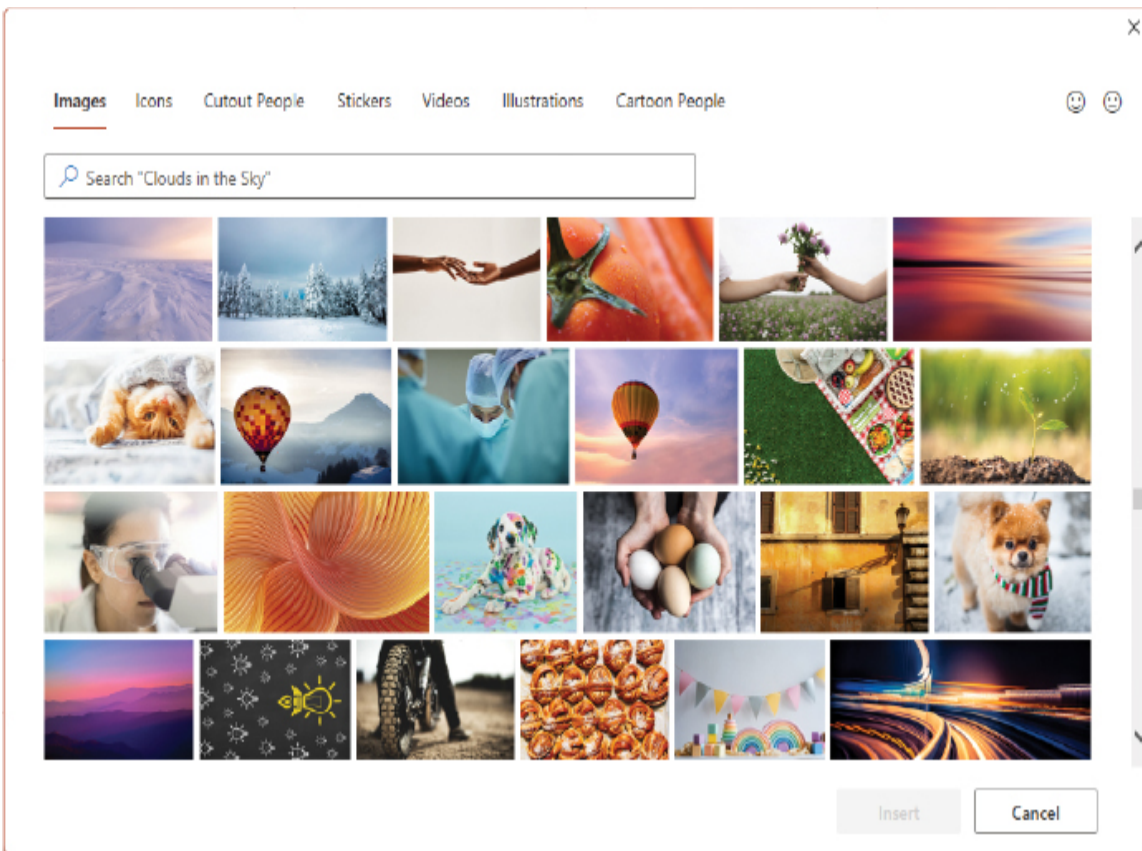 Images Icons Cutout People Stickers Videos Illustrations Cartoon People
Search "Clouds in the Sky"
Insert Cancel